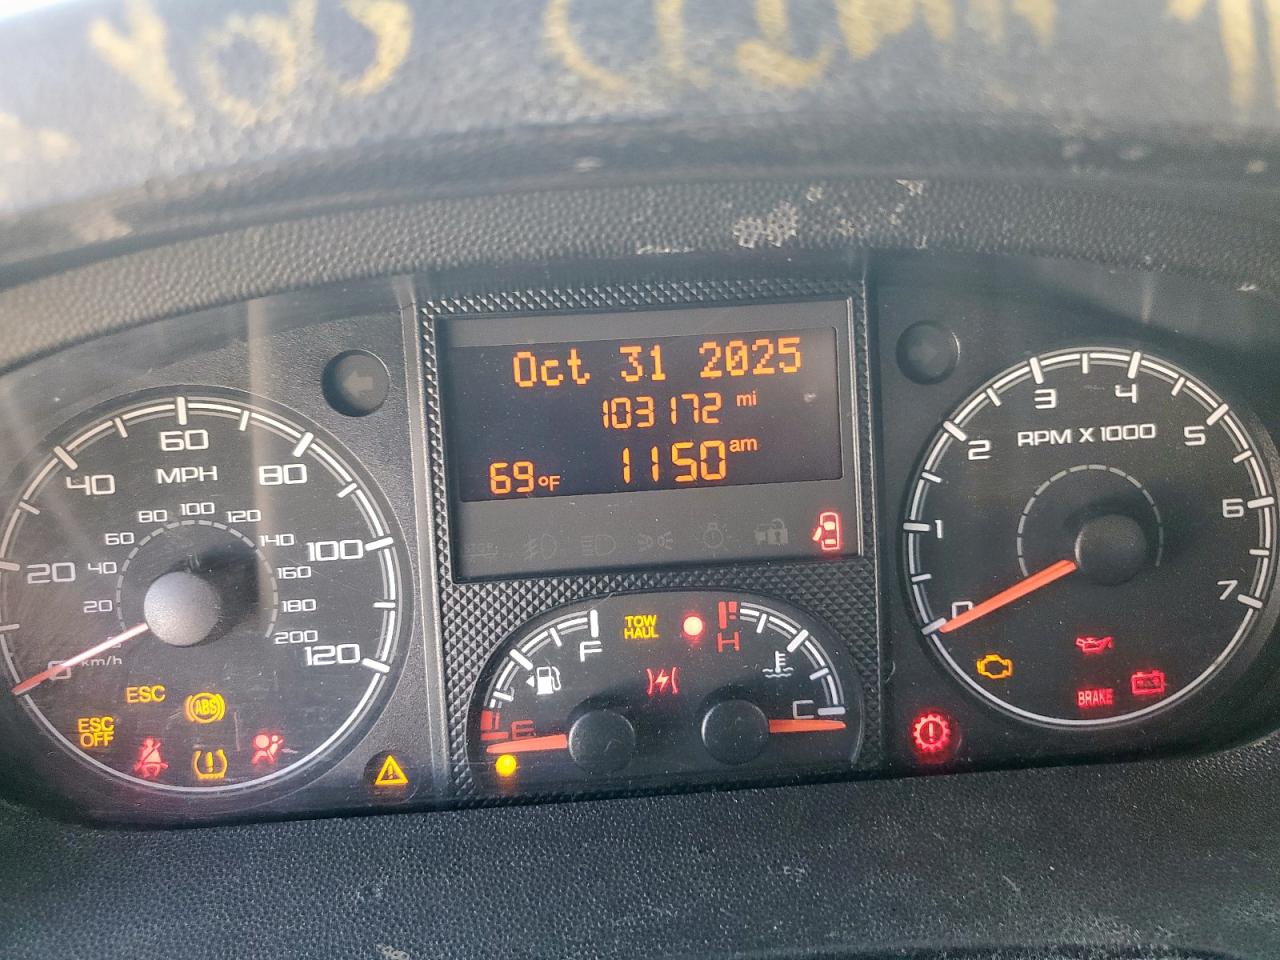 Oct 31 2025
103172 mi
69°F 1150 am
0 20 40 60 80 100 120
MPH
20 40 60 80 100 120 140 160 180 200
km/h
ESC
ABS
ESC OFF
F
E
TOW
HAUL
H
C
0 1 2 3 4 5 6 7
RPM X 1000
BRAKE